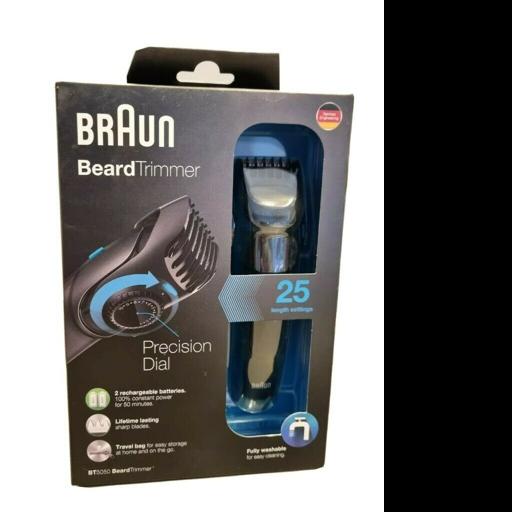 BRAUN
German
Engineering
BeardTrimmer
25
length settings
Precision
Dial
BRAUN
2 rechargeable batteries.
100% constant power
for 50 minutes.
Lifetime lasting
sharp blades.
Travel bag for easy storage
at home and on the go.
Fully washable
for easy cleaning.
BT5050 BeardTrimmer